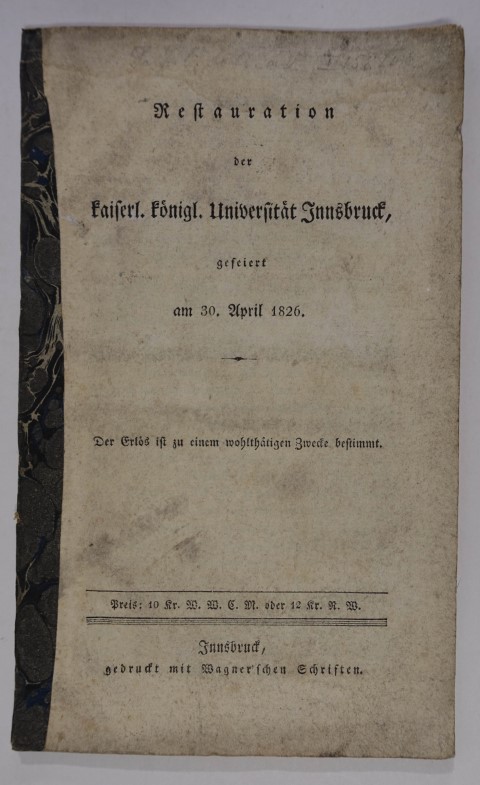 Restauration
der
kaiserl. königl. Universität Innsbruck,
gefeiert
am 30. April 1826.
Der Erlös ist zu einem wohlthätigen Zwecke bestimmt.
Preis: 10 Kr. W. W. C. M. oder 12 Kr. R. W.
Innsbruck,
gedruckt mit Wagner'schen Schriften.